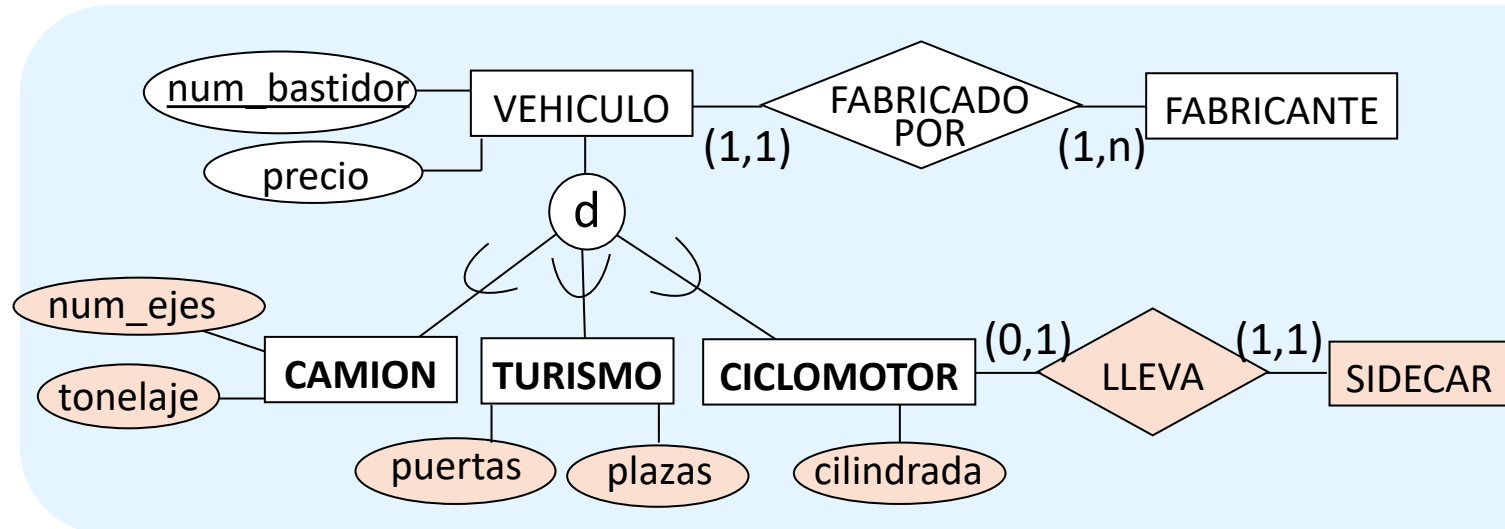 num_bastidor
VEHICULO
FABRICADO
POR
FABRICANTE
(1,1)
(1,n)
precio
d
num_ejes
(0,1)
(1,1)
CAMION
TURISMO
CICLOMOTOR
LLEVA
SIDECAR
tonelaje
puertas
plazas
cilindrada